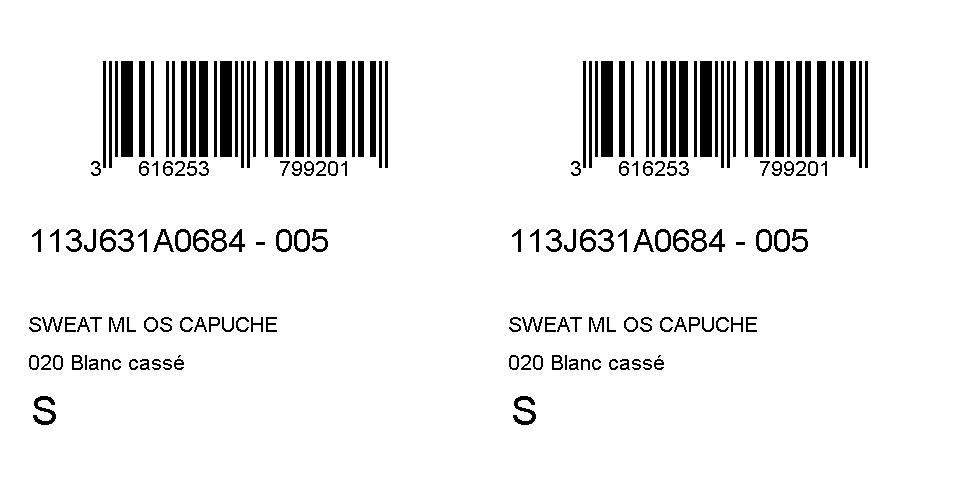 3 616253 799201
113J631A0684 - 005
SWEAT ML OS CAPUCHE
020 Blanc cassé
S
3 616253 799201
113J631A0684 - 005
SWEAT ML OS CAPUCHE
020 Blanc cassé
S